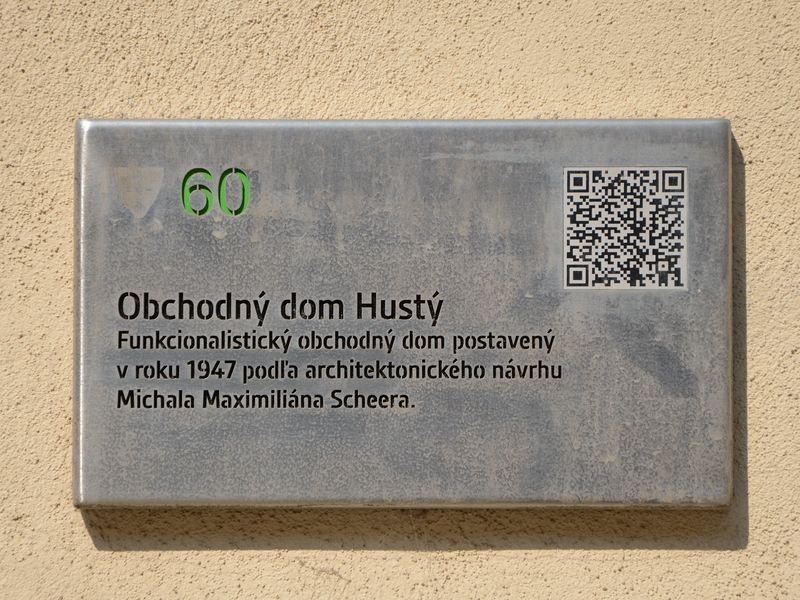 60
Obchodný dom Hustý
Funkcionalistický obchodný dom postavený
v roku 1947 podľa architektonického návrhu
Michala Maximiliána Scheera.